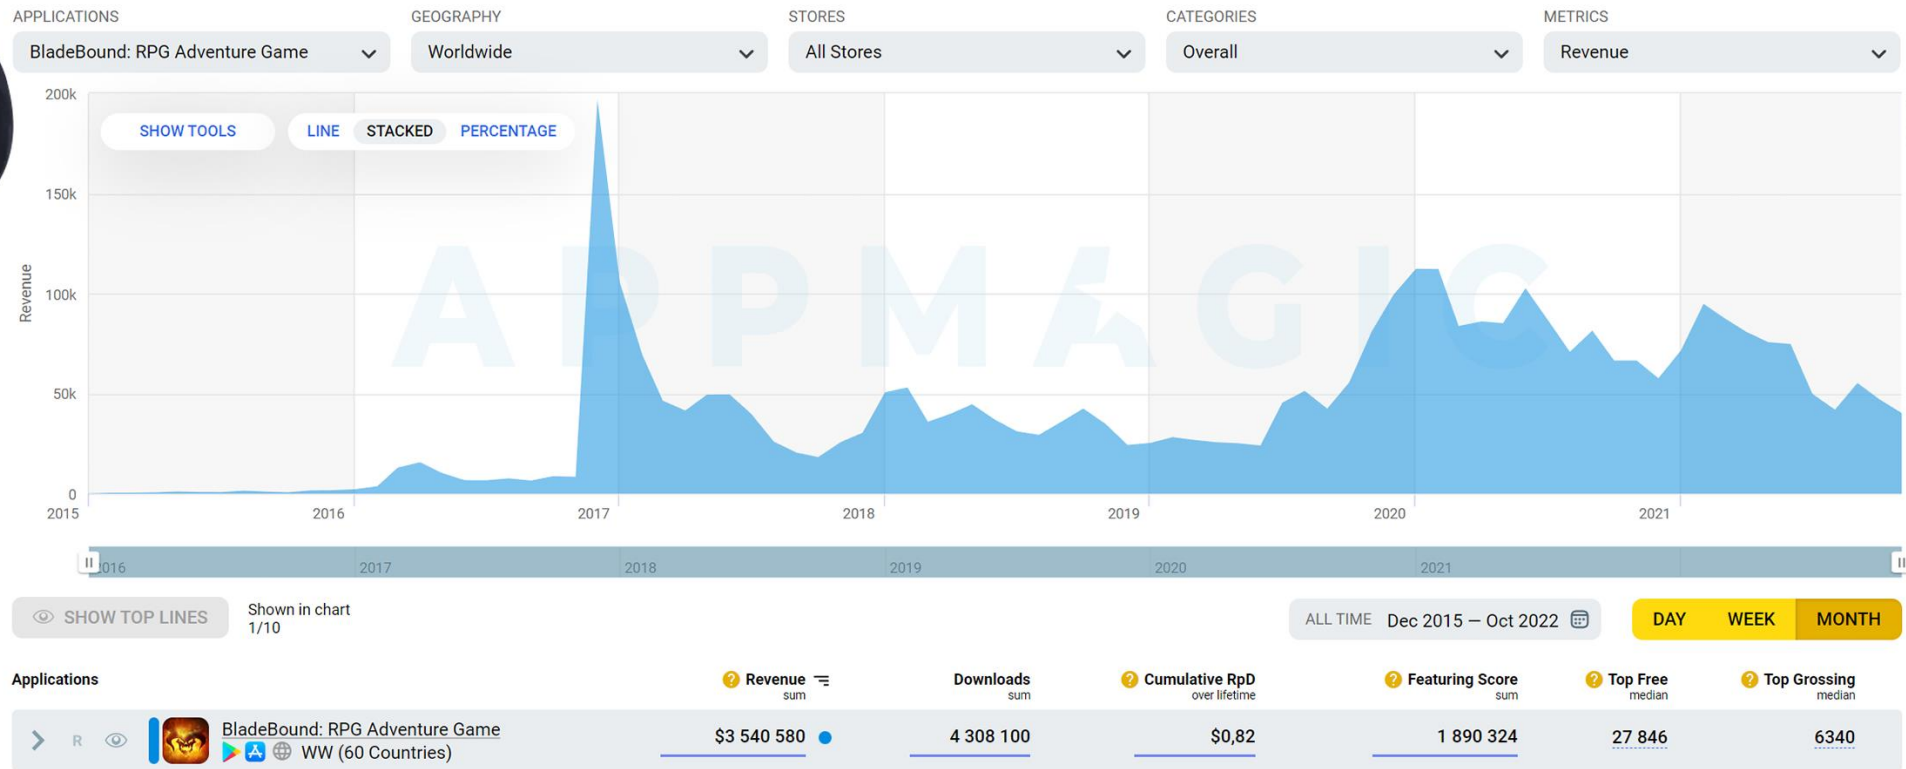 APPLICATIONS GEOGRAPHY STORES CATEGORIES METRICS
BladeBound: RPG Adventure Game Worldwide All Stores Overall Revenue
200k
SHOW TOOLS LINE STACKED PERCENTAGE
150k
APPMAGIC
Revenue
100k
50k
0
2015 2016 2017 2018 2019 2020 2021
016 2017 2018 2019 2020 2021
SHOW TOP LINES
Shown in chart
1/10
ALL TIME Dec 2015 – Oct 2022 DAY WEEK MONTH
Applications ? Revenue Downloads ? Cumulative RpD ? Featuring Score ? Top Free ? Top Grossing
sum sum over lifetime sum median median
R BladeBound: RPG Adventure Game $3 540 580 4 308 100 $0,82 1 890 324 27 846 6340
WW (60 Countries)